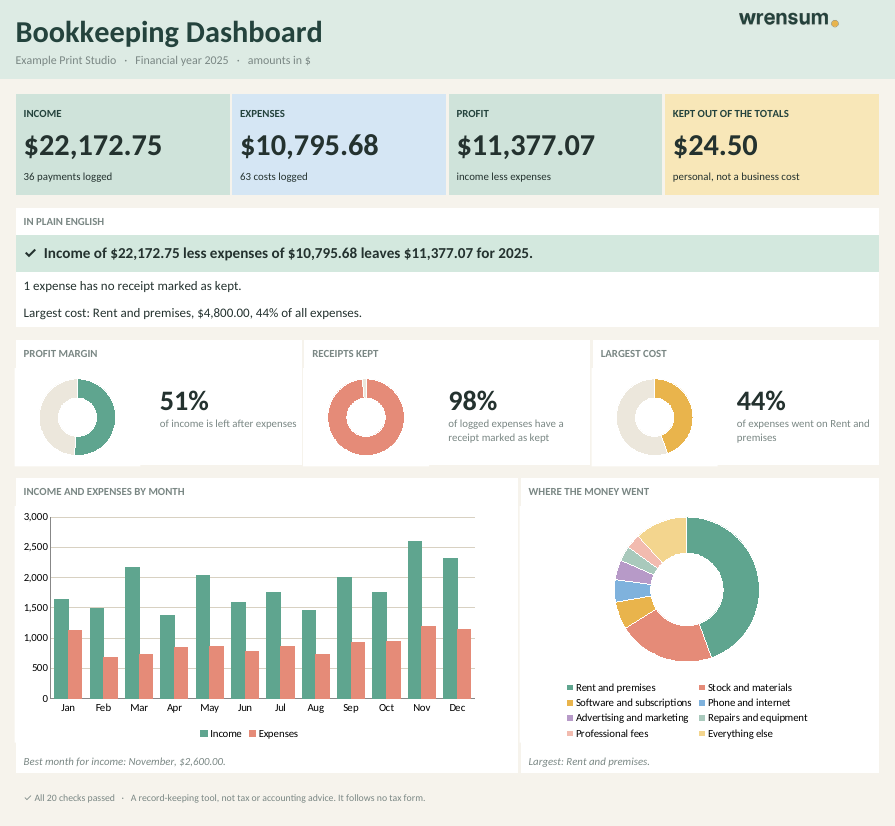 Bookkeeping Dashboard
wrensum
Example Print Studio · Financial year 2025 · amounts in $
INCOME
$22,172.75
36 payments logged
EXPENSES
$10,795.68
63 costs logged
PROFIT
$11,377.07
income less expenses
KEPT OUT OF THE TOTALS
$24.50
personal, not a business cost
IN PLAIN ENGLISH
✓ Income of $22,172.75 less expenses of $10,795.68 leaves $11,377.07 for 2025.
1 expense has no receipt marked as kept.
Largest cost: Rent and premises, $4,800.00, 44% of all expenses.
PROFIT MARGIN
51%
of income is left after expenses
RECEIPTS KEPT
98%
of logged expenses have a
receipt marked as kept
LARGEST COST
44%
of expenses went on Rent and
premises
INCOME AND EXPENSES BY MONTH
3,000
2,500
2,000
1,500
1,000
500
0
Jan Feb Mar Apr May Jun Jul Aug Sep Oct Nov Dec
Income Expenses
Best month for income: November, $2,600.00.
WHERE THE MONEY WENT
Rent and premises Stock and materials
Software and subscriptions Phone and internet
Advertising and marketing Repairs and equipment
Professional fees Everything else
Largest: Rent and premises.
✓ All 20 checks passed · A record-keeping tool, not tax or accounting advice. It follows no tax form.